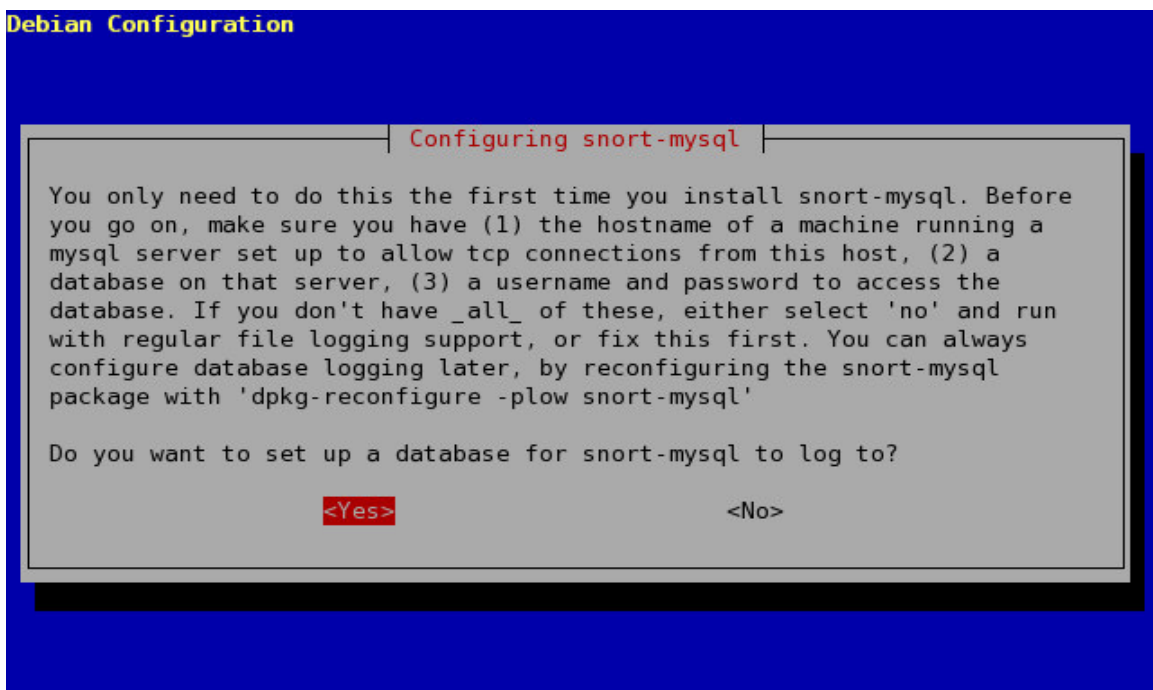 Debian Configuration
Configuring snort-mysql
You only need to do this the first time you install snort-mysql. Before
you go on, make sure you have (1) the hostname of a machine running a
mysql server set up to allow tcp connections from this host, (2) a
database on that server, (3) a username and password to access the
database. If you don't have _all_ of these, either select 'no' and run
with regular file logging support, or fix this first. You can always
configure database logging later, by reconfiguring the snort-mysql
package with 'dpkg-reconfigure -plow snort-mysql'
Do you want to set up a database for snort-mysql to log to?
<Yes> <No>